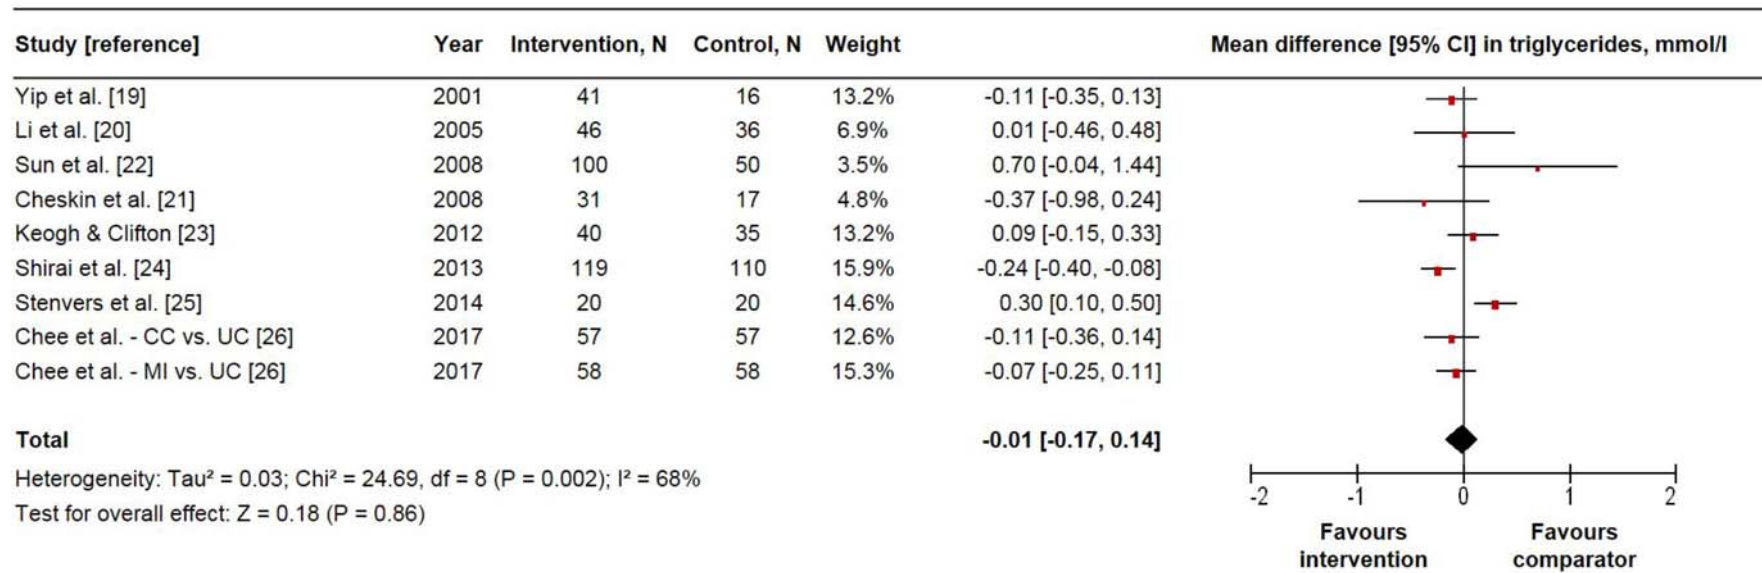 Study [reference] Year Intervention, N Control, N Weight Mean difference [95% CI] in triglycerides, mmol/l
Yip et al. [19] 2001 41 16 13.2% -0.11 [-0.35, 0.13]
Li et al. [20] 2005 46 36 6.9% 0.01 [-0.46, 0.48]
Sun et al. [22] 2008 100 50 3.5% 0.70 [-0.04, 1.44]
Cheskin et al. [21] 2008 31 17 4.8% -0.37 [-0.98, 0.24]
Keogh & Clifton [23] 2012 40 35 13.2% 0.09 [-0.15, 0.33]
Shirai et al. [24] 2013 119 110 15.9% -0.24 [-0.40, -0.08]
Stenvers et al. [25] 2014 20 20 14.6% 0.30 [0.10, 0.50]
Chee et al. - CC vs. UC [26] 2017 57 57 12.6% -0.11 [-0.36, 0.14]
Chee et al. - MI vs. UC [26] 2017 58 58 15.3% -0.07 [-0.25, 0.11]
Total -0.01 [-0.17, 0.14]
Heterogeneity: Tau² = 0.03; Chi² = 24.69, df = 8 (P = 0.002); I² = 68%
Test for overall effect: Z = 0.18 (P = 0.86)
-2 -1 0 1 2
Favours intervention
Favours comparator